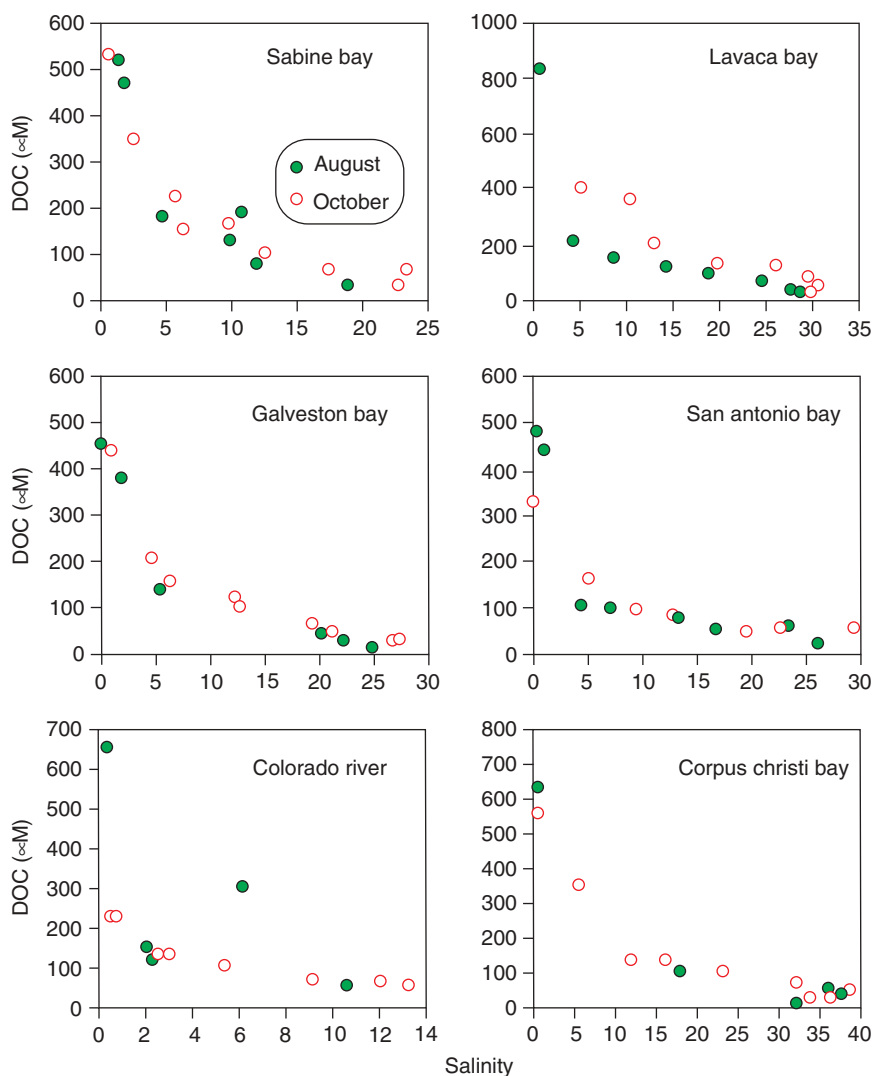 600
500
400
300
200
100
0
DOC (∝M)
Sabine bay
August
October
0 5 10 15 20 25
1000
800
600
400
200
0
Lavaca bay
0 5 10 15 20 25 30 35
600
500
400
300
200
100
0
DOC (∝M)
Galveston bay
0 5 10 15 20 25 30
600
500
400
300
200
100
0
San antonio bay
0 5 10 15 20 25 30
700
600
500
400
300
200
100
0
DOC (∝M)
Colorado river
0 2 4 6 8 10 12 14
800
700
600
500
400
300
200
100
0
Corpus christi bay
0 5 10 15 20 25 30 35 40
Salinity